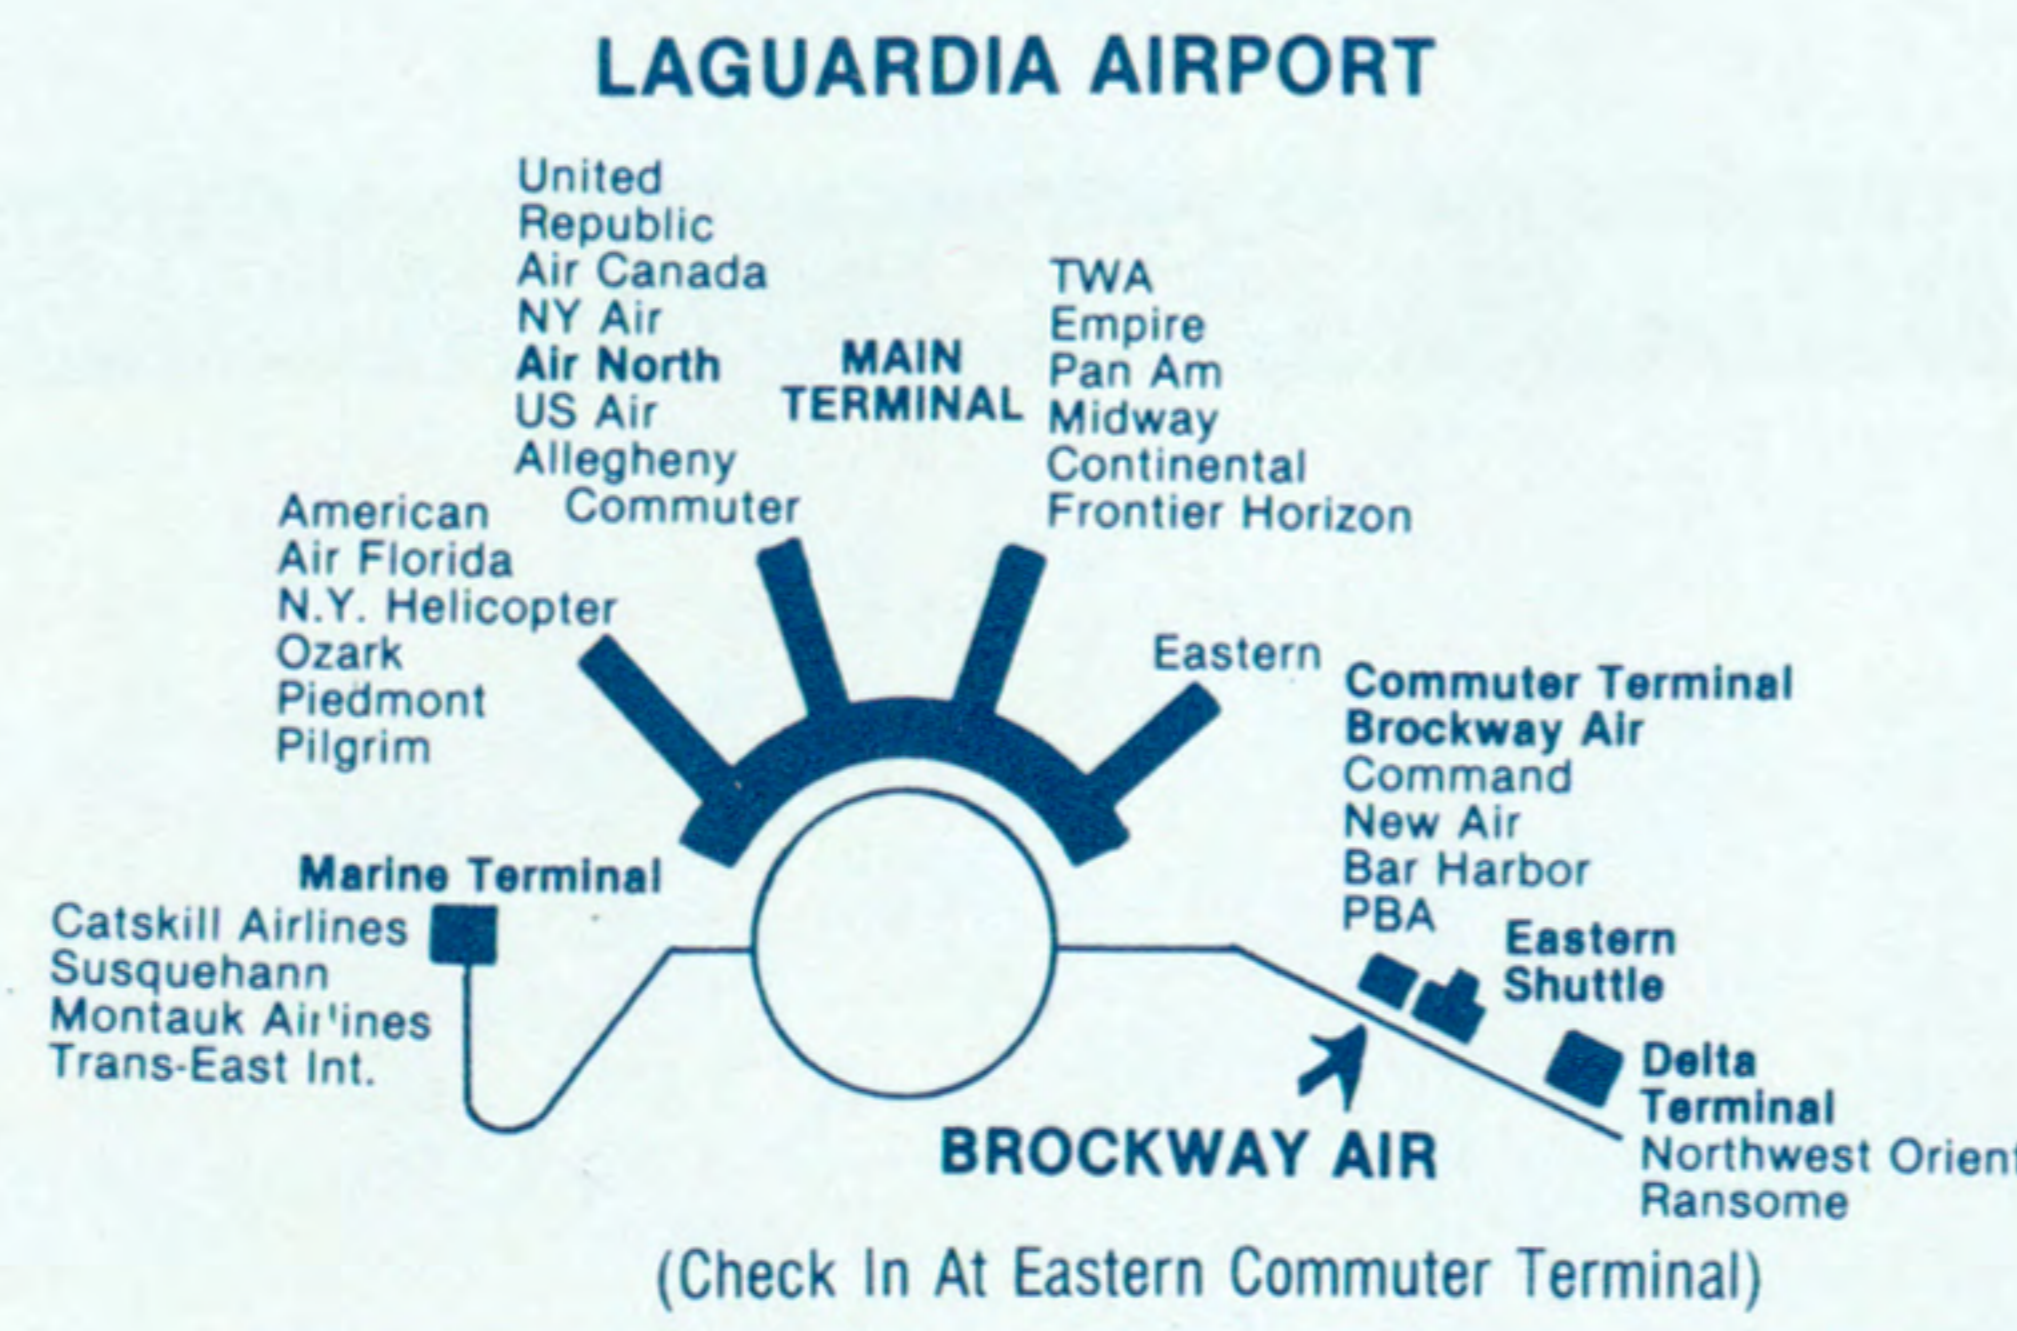 LAGUARDIA AIRPORT
United
Republic
Air Canada
NY Air
Air North
US Air
Allegheny
Commuter
MAIN
TERMINAL
TWA
Empire
Pan Am
Midway
Continental
Frontier Horizon
American
Air Florida
N.Y. Helicopter
Ozark
Piedmont
Pilgrim
Eastern
Commuter Terminal
Brockway Air
Command
New Air
Bar Harbor
PBA
Eastern
Shuttle
Marine Terminal
Catskill Airlines
Susquehann
Montauk Air'ines
Trans-East Int.
Delta
Terminal
Northwest Orient
Ransome
BROCKWAY AIR
(Check In At Eastern Commuter Terminal)